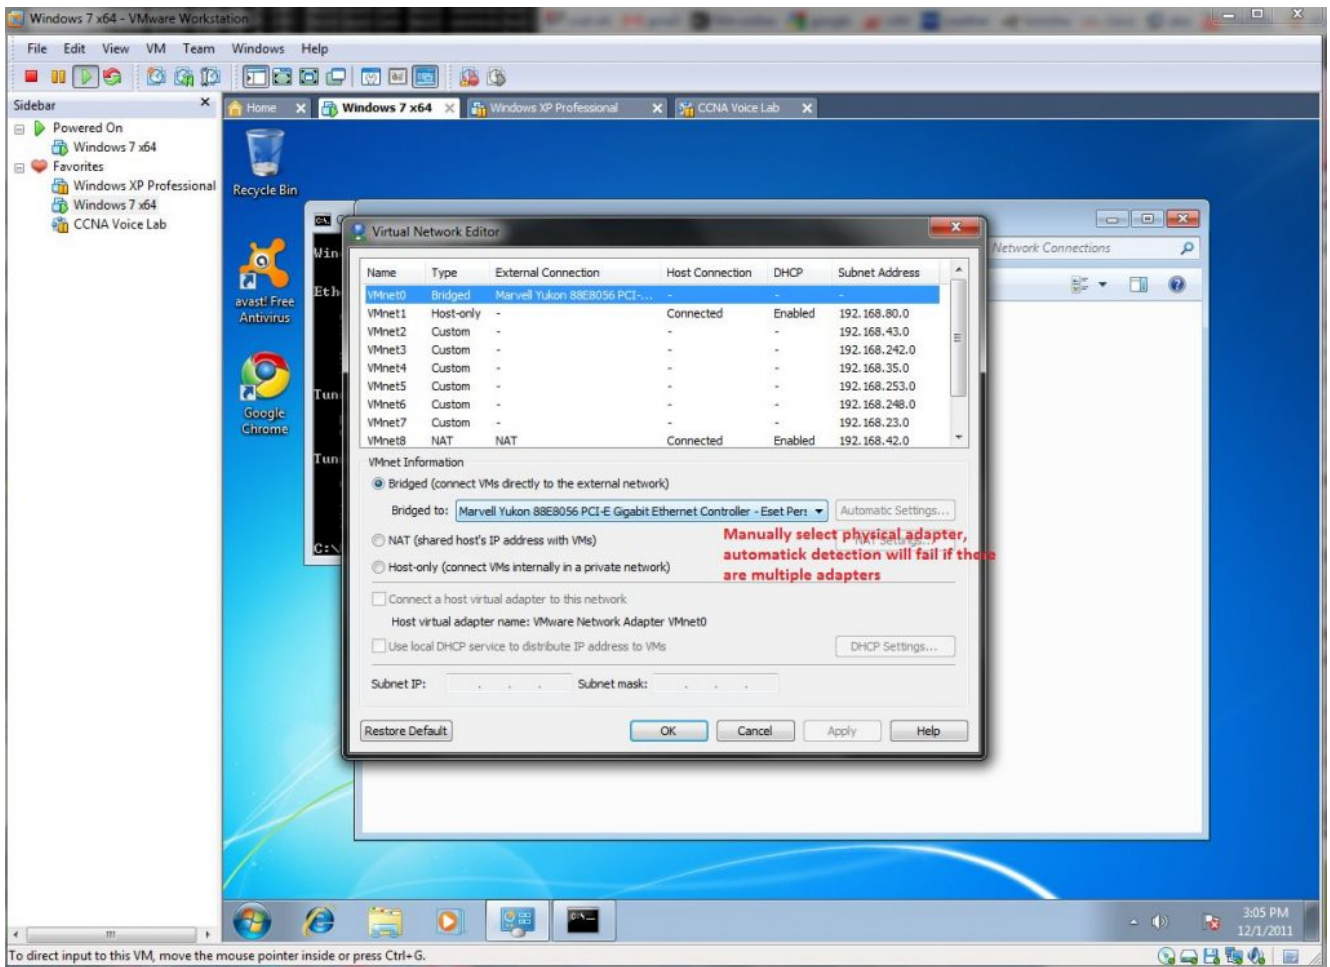 Windows 7 x64 - VMware Workstation
File Edit View VM Team Windows Help
Sidebar x
Home x Windows 7 x64 x Windows XP Professional x CCNA Voice Lab x
Powered On
Windows 7 x64
Favorites
Windows XP Professional
Windows 7 x64
CCNA Voice Lab
Recycle Bin
avast! Free
Antivirus
Google
Chrome
Win
Eth
Tun
Tun
C:\
Network Connections
Virtual Network Editor
Name Type External Connection Host Connection DHCP Subnet Address
VMnet0 Bridged Marvell Yukon 88E8056 PCI-... - - -
VMnet1 Host-only - Connected Enabled 192.168.80.0
VMnet2 Custom - - - 192.168.43.0
VMnet3 Custom - - - 192.168.242.0
VMnet4 Custom - - - 192.168.35.0
VMnet5 Custom - - - 192.168.253.0
VMnet6 Custom - - - 192.168.248.0
VMnet7 Custom - - - 192.168.23.0
VMnet8 NAT NAT Connected Enabled 192.168.42.0
VMnet Information
Bridged (connect VMs directly to the external network)
Bridged to: Marvell Yukon 88E8056 PCI-E Gigabit Ethernet Controller - Eset Pers Automatic Settings...
NAT (shared host's IP address with VMs) NAT Settings...
Manually select physical adapter,
automatick detection will fail if there
are multiple adapters
Host-only (connect VMs internally in a private network)
Connect a host virtual adapter to this network
Host virtual adapter name: VMware Network Adapter VMnet0
Use local DHCP service to distribute IP address to VMs DHCP Settings...
Subnet IP: . . . Subnet mask: . . .
Restore Default OK Cancel Apply Help
3:05 PM
12/1/2011
To direct input to this VM, move the mouse pointer inside or press Ctrl+G.